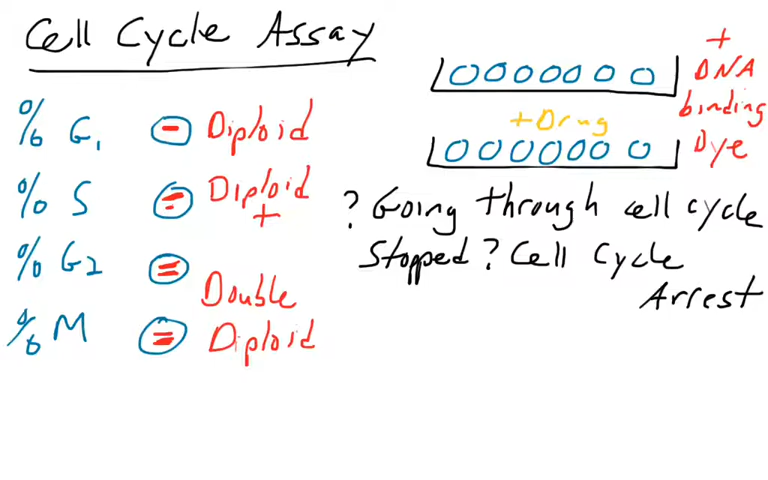 Cell Cycle Assay
% G1 Diploid
% S Diploid +
% G2
Double
% M Diploid
+
DNA
binding
Dye
+ Drug
? Going through cell cycle
Stopped? Cell Cycle
Arrest